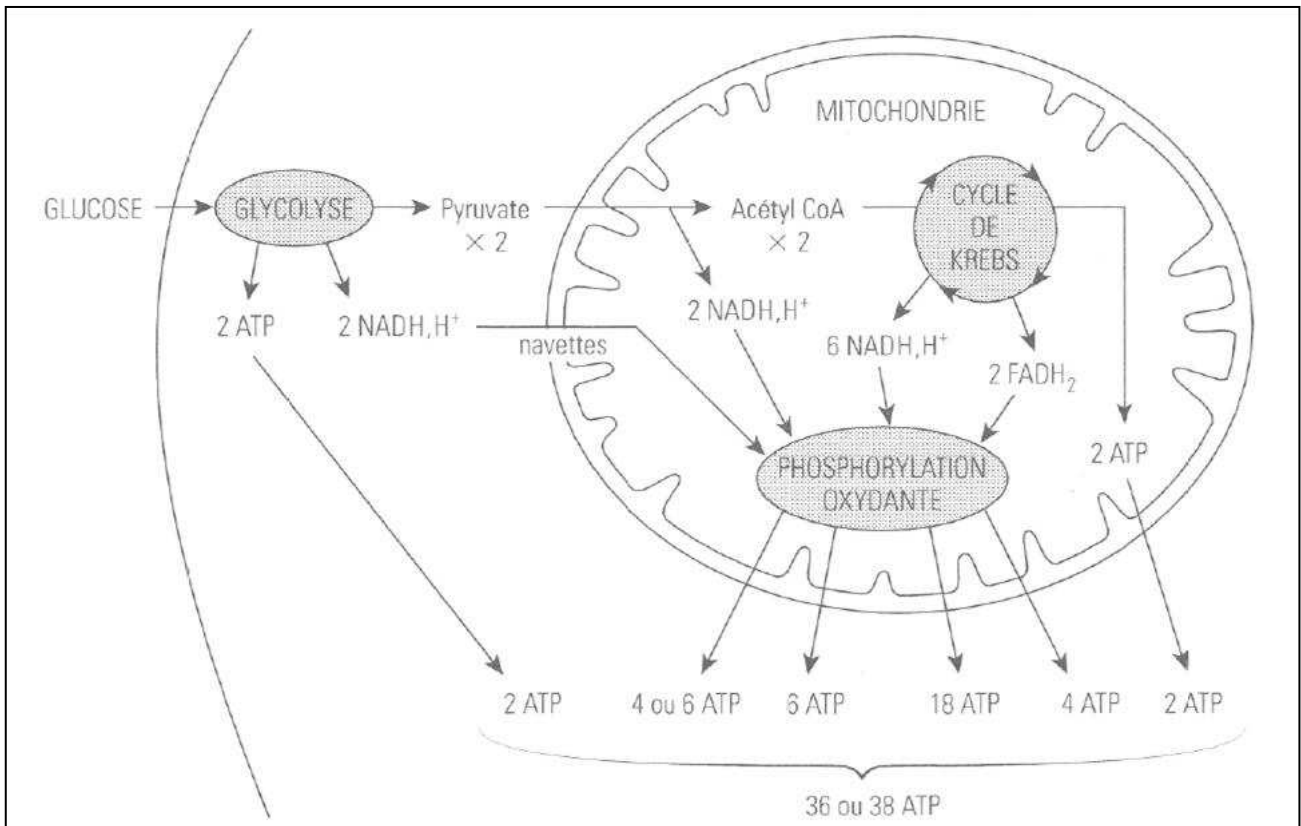 MITOCHONDRIE
GLUCOSE
GLYCOLYSE
Pyruvate
× 2
Acétyl CoA
× 2
CYCLE
DE
KREBS
2 ATP
2 NADH,H⁺
navettes
2 NADH,H⁺
6 NADH,H⁺
2 FADH₂
2 ATP
PHOSPHORYLATION
OXYDANTE
2 ATP
4 ou 6 ATP
6 ATP
18 ATP
4 ATP
2 ATP
36 ou 38 ATP